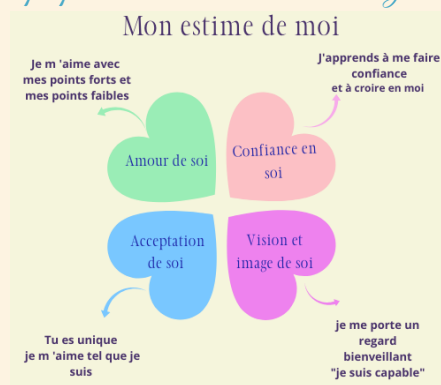 Mon estime de moi
Je m 'aime avec
mes points forts et
mes points faibles
J'apprends à me faire
confiance
et à croire en moi
Amour de soi
Confiance en
soi
Acceptation
de soi
Vision et
image de soi
Tu es unique
je m 'aime tel que je
suis
je me porte un
regard
bienveillant
"je suis capable"